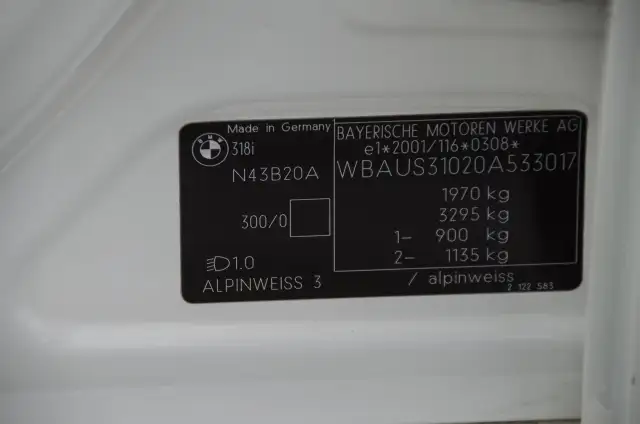 BMW
Made in Germany
318i
N43B20A
300/0
1.0
ALPINWEISS 3
BAYERISCHE MOTOREN WERKE AG
e1*2001/116*0308*
WBAUS31020A533017
1970 kg
3295 kg
1- 900 kg
2- 1135 kg
/ alpinweiss
2 122 583